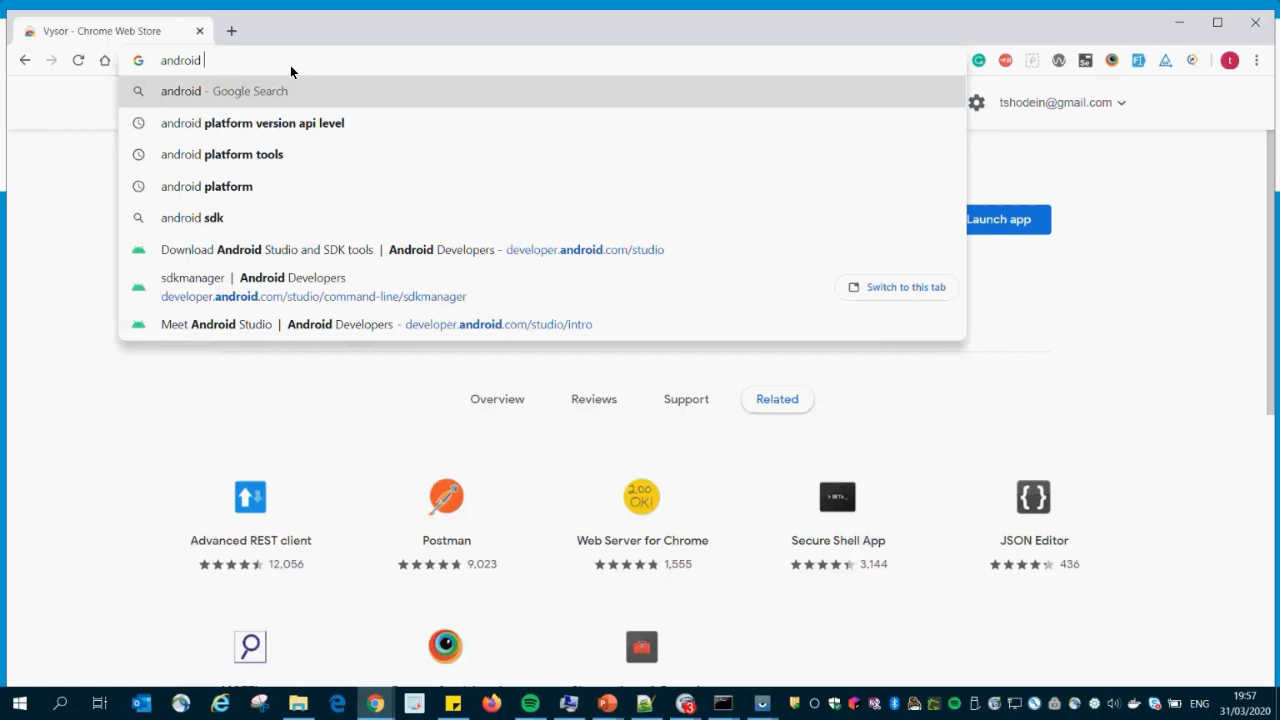 Vysor - Chrome Web Store
android
android - Google Search
tshodein@gmail.com
android platform version api level
android platform tools
android platform
android sdk
Launch app
Download Android Studio and SDK tools | Android Developers - developer.android.com/studio
sdkmanager | Android Developers
developer.android.com/studio/command-line/sdkmanager
Switch to this tab
Meet Android Studio | Android Developers - developer.android.com/studio/intro
Overview
Reviews
Support
Related
200
OK!
Advanced REST client
Postman
Web Server for Chrome
Secure Shell App
JSON Editor
12,056
9,023
1,555
3,144
436
ENG
19:57
31/03/2020